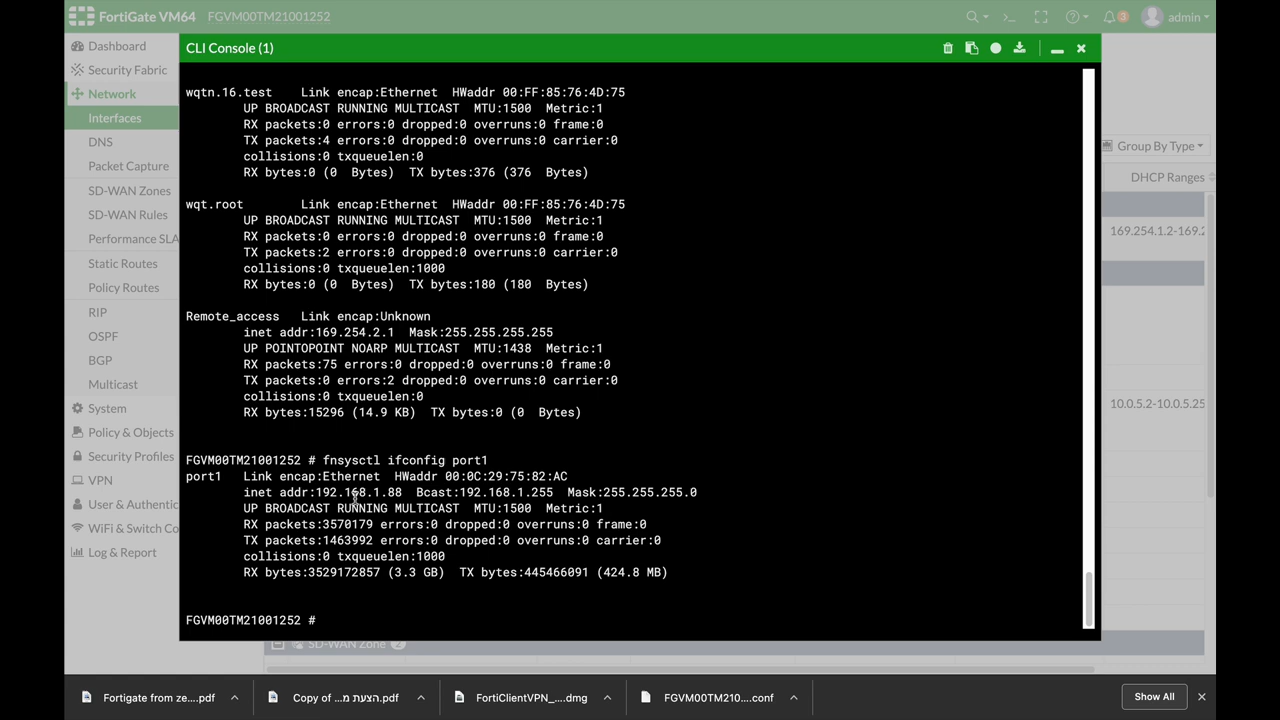 FortiGate VM64 FGVM00TM21001252
3 admin
Dashboard
Security Fabric
Network
Interfaces
DNS
Packet Capture
SD-WAN Zones
SD-WAN Rules
Performance SLA
Static Routes
Policy Routes
RIP
OSPF
BGP
Multicast
System
Policy & Objects
Security Profiles
VPN
User & Authentic
WiFi & Switch Co
Log & Report
CLI Console (1)
wqtn.16.test Link encap:Ethernet HWaddr 00:FF:85:76:4D:75
UP BROADCAST RUNNING MULTICAST MTU:1500 Metric:1
RX packets:0 errors:0 dropped:0 overruns:0 frame:0
TX packets:4 errors:0 dropped:0 overruns:0 carrier:0
collisions:0 txqueuelen:0
RX bytes:0 (0 Bytes) TX bytes:376 (376 Bytes)
wqt.root Link encap:Ethernet HWaddr 00:FF:85:76:4D:75
UP BROADCAST RUNNING MULTICAST MTU:1500 Metric:1
RX packets:0 errors:0 dropped:0 overruns:0 frame:0
TX packets:2 errors:0 dropped:0 overruns:0 carrier:0
collisions:0 txqueuelen:1000
RX bytes:0 (0 Bytes) TX bytes:180 (180 Bytes)
Remote_access Link encap:Unknown
inet addr:169.254.2.1 Mask:255.255.255.255
UP POINTOPOINT NOARP MULTICAST MTU:1438 Metric:1
RX packets:75 errors:0 dropped:0 overruns:0 frame:0
TX packets:0 errors:2 dropped:0 overruns:0 carrier:0
collisions:0 txqueuelen:0
RX bytes:15296 (14.9 KB) TX bytes:0 (0 Bytes)
FGVM00TM21001252 # fnsysctl ifconfig port1
port1 Link encap:Ethernet HWaddr 00:0C:29:75:82:AC
inet addr:192.168.1.88 Bcast:192.168.1.255 Mask:255.255.255.0
UP BROADCAST RUNNING MULTICAST MTU:1500 Metric:1
RX packets:3570179 errors:0 dropped:0 overruns:0 frame:0
TX packets:1463992 errors:0 dropped:0 overruns:0 carrier:0
collisions:0 txqueuelen:1000
RX bytes:3529172857 (3.3 GB) TX bytes:445466091 (424.8 MB)
FGVM00TM21001252 #
Group By Type
DHCP Ranges
169.254.1.2-169.2
10.0.5.2-10.0.5.25
SD-WAN Zone 2
Fortigate from ze....pdf
Copy of ...הצעת מ.pdf
FortiClientVPN_....dmg
FGVM00TM210....conf
Show All